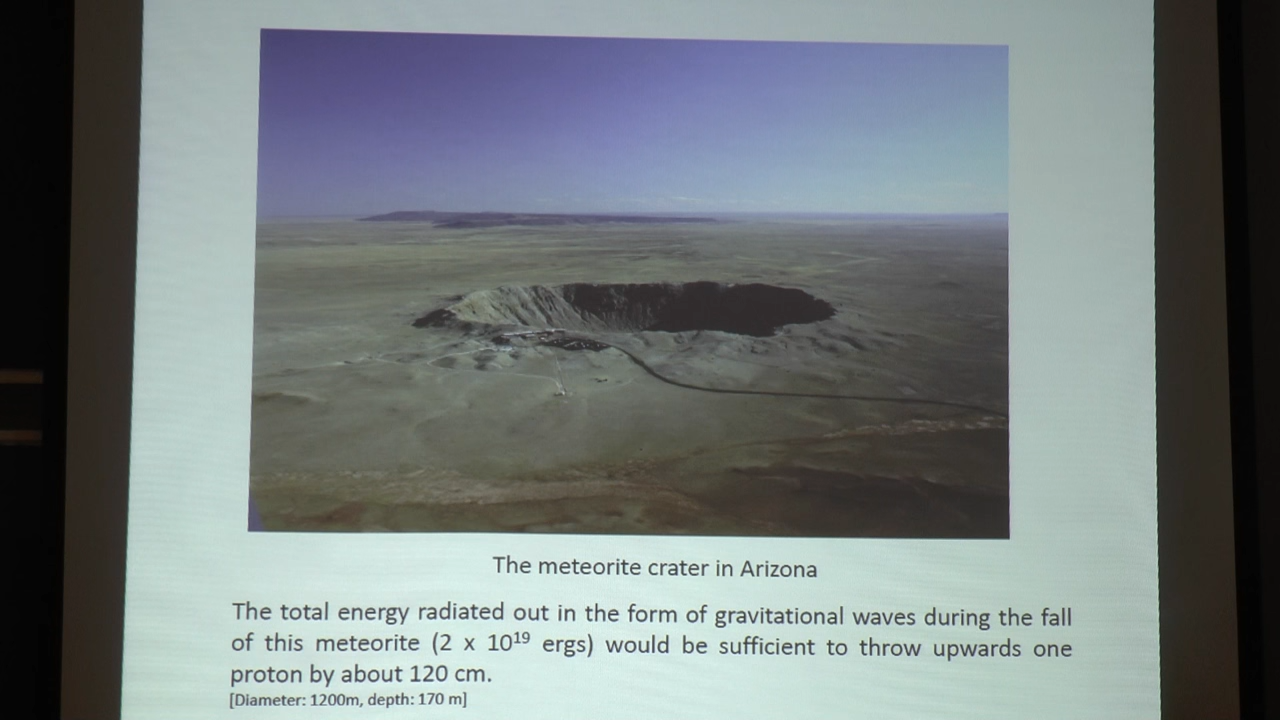 The meteorite crater in Arizona
The total energy radiated out in the form of gravitational waves during the fall
of this meteorite (2 x 10¹⁹ ergs) would be sufficient to throw upwards one
proton by about 120 cm.
[Diameter: 1200m, depth: 170 m]